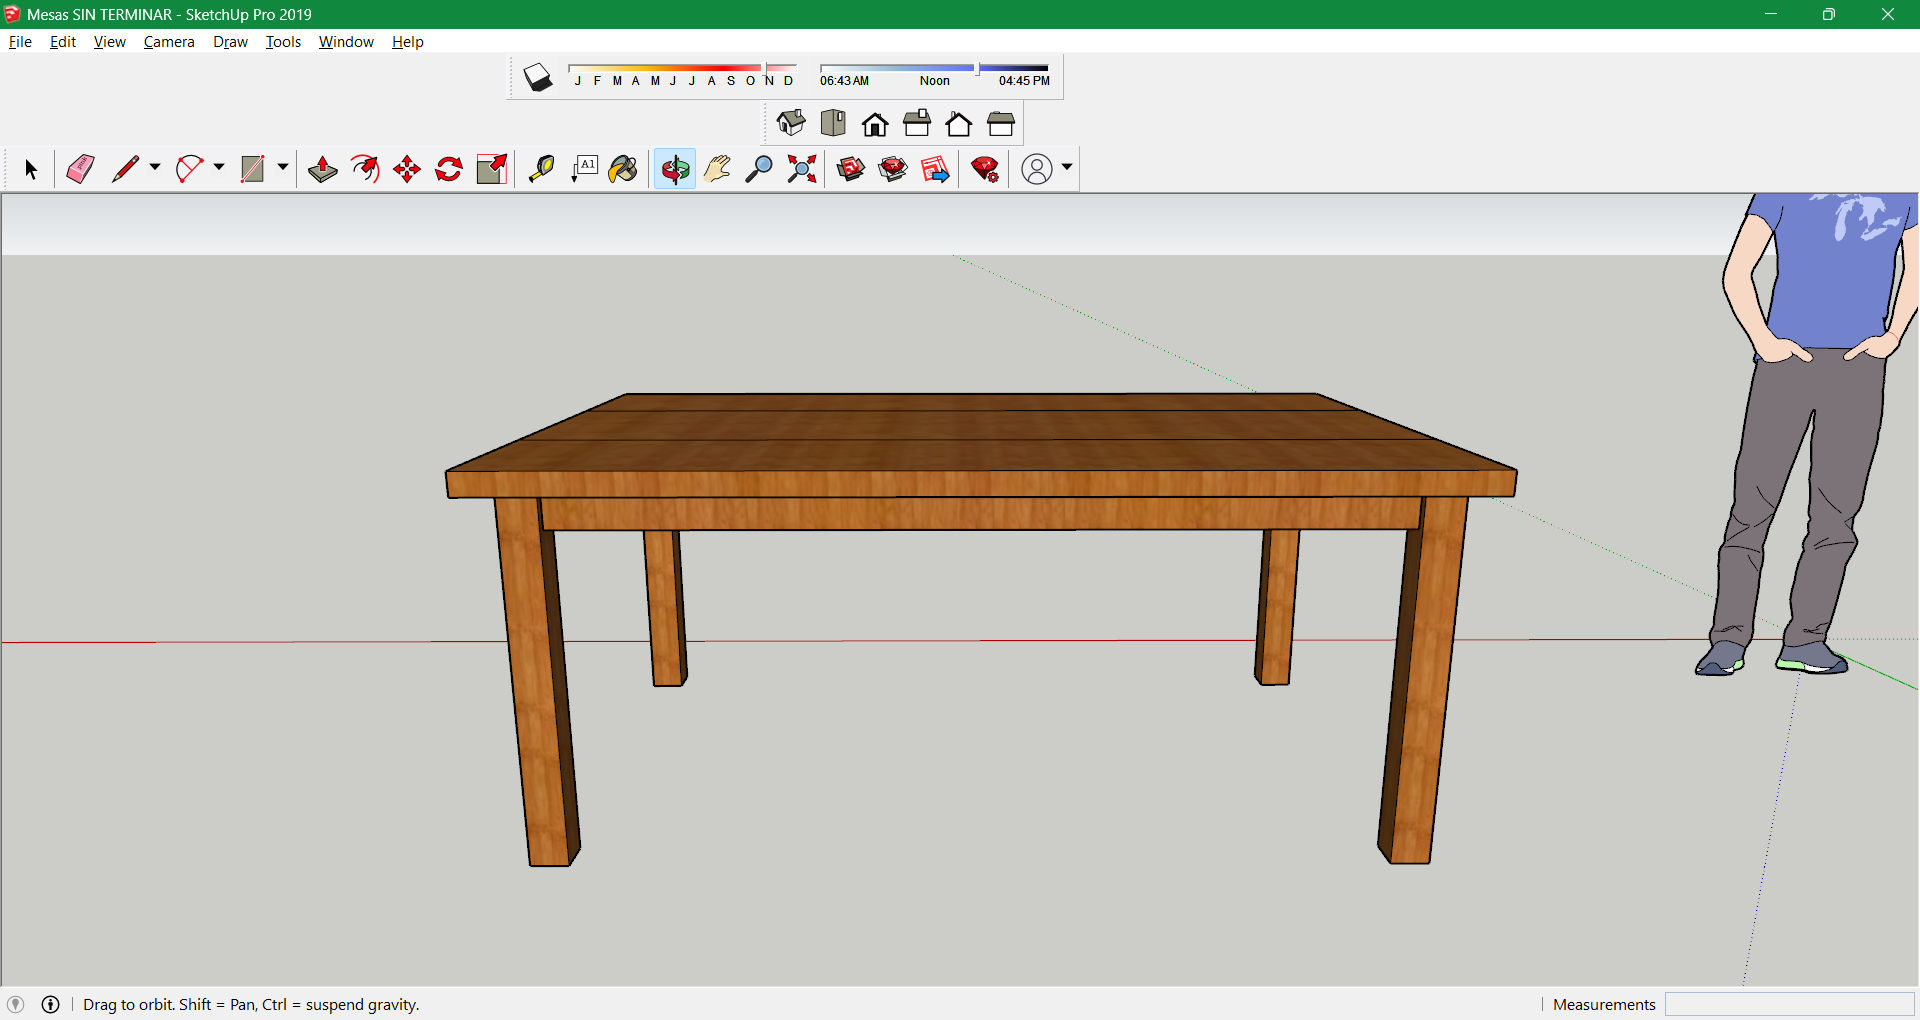 Mesas SIN TERMINAR - SketchUp Pro 2019
File Edit View Camera Draw Tools Window Help
J F M A M J J A S O N D
06:43 AM Noon 04:45 PM
A1
Drag to orbit. Shift = Pan, Ctrl = suspend gravity.
Measurements